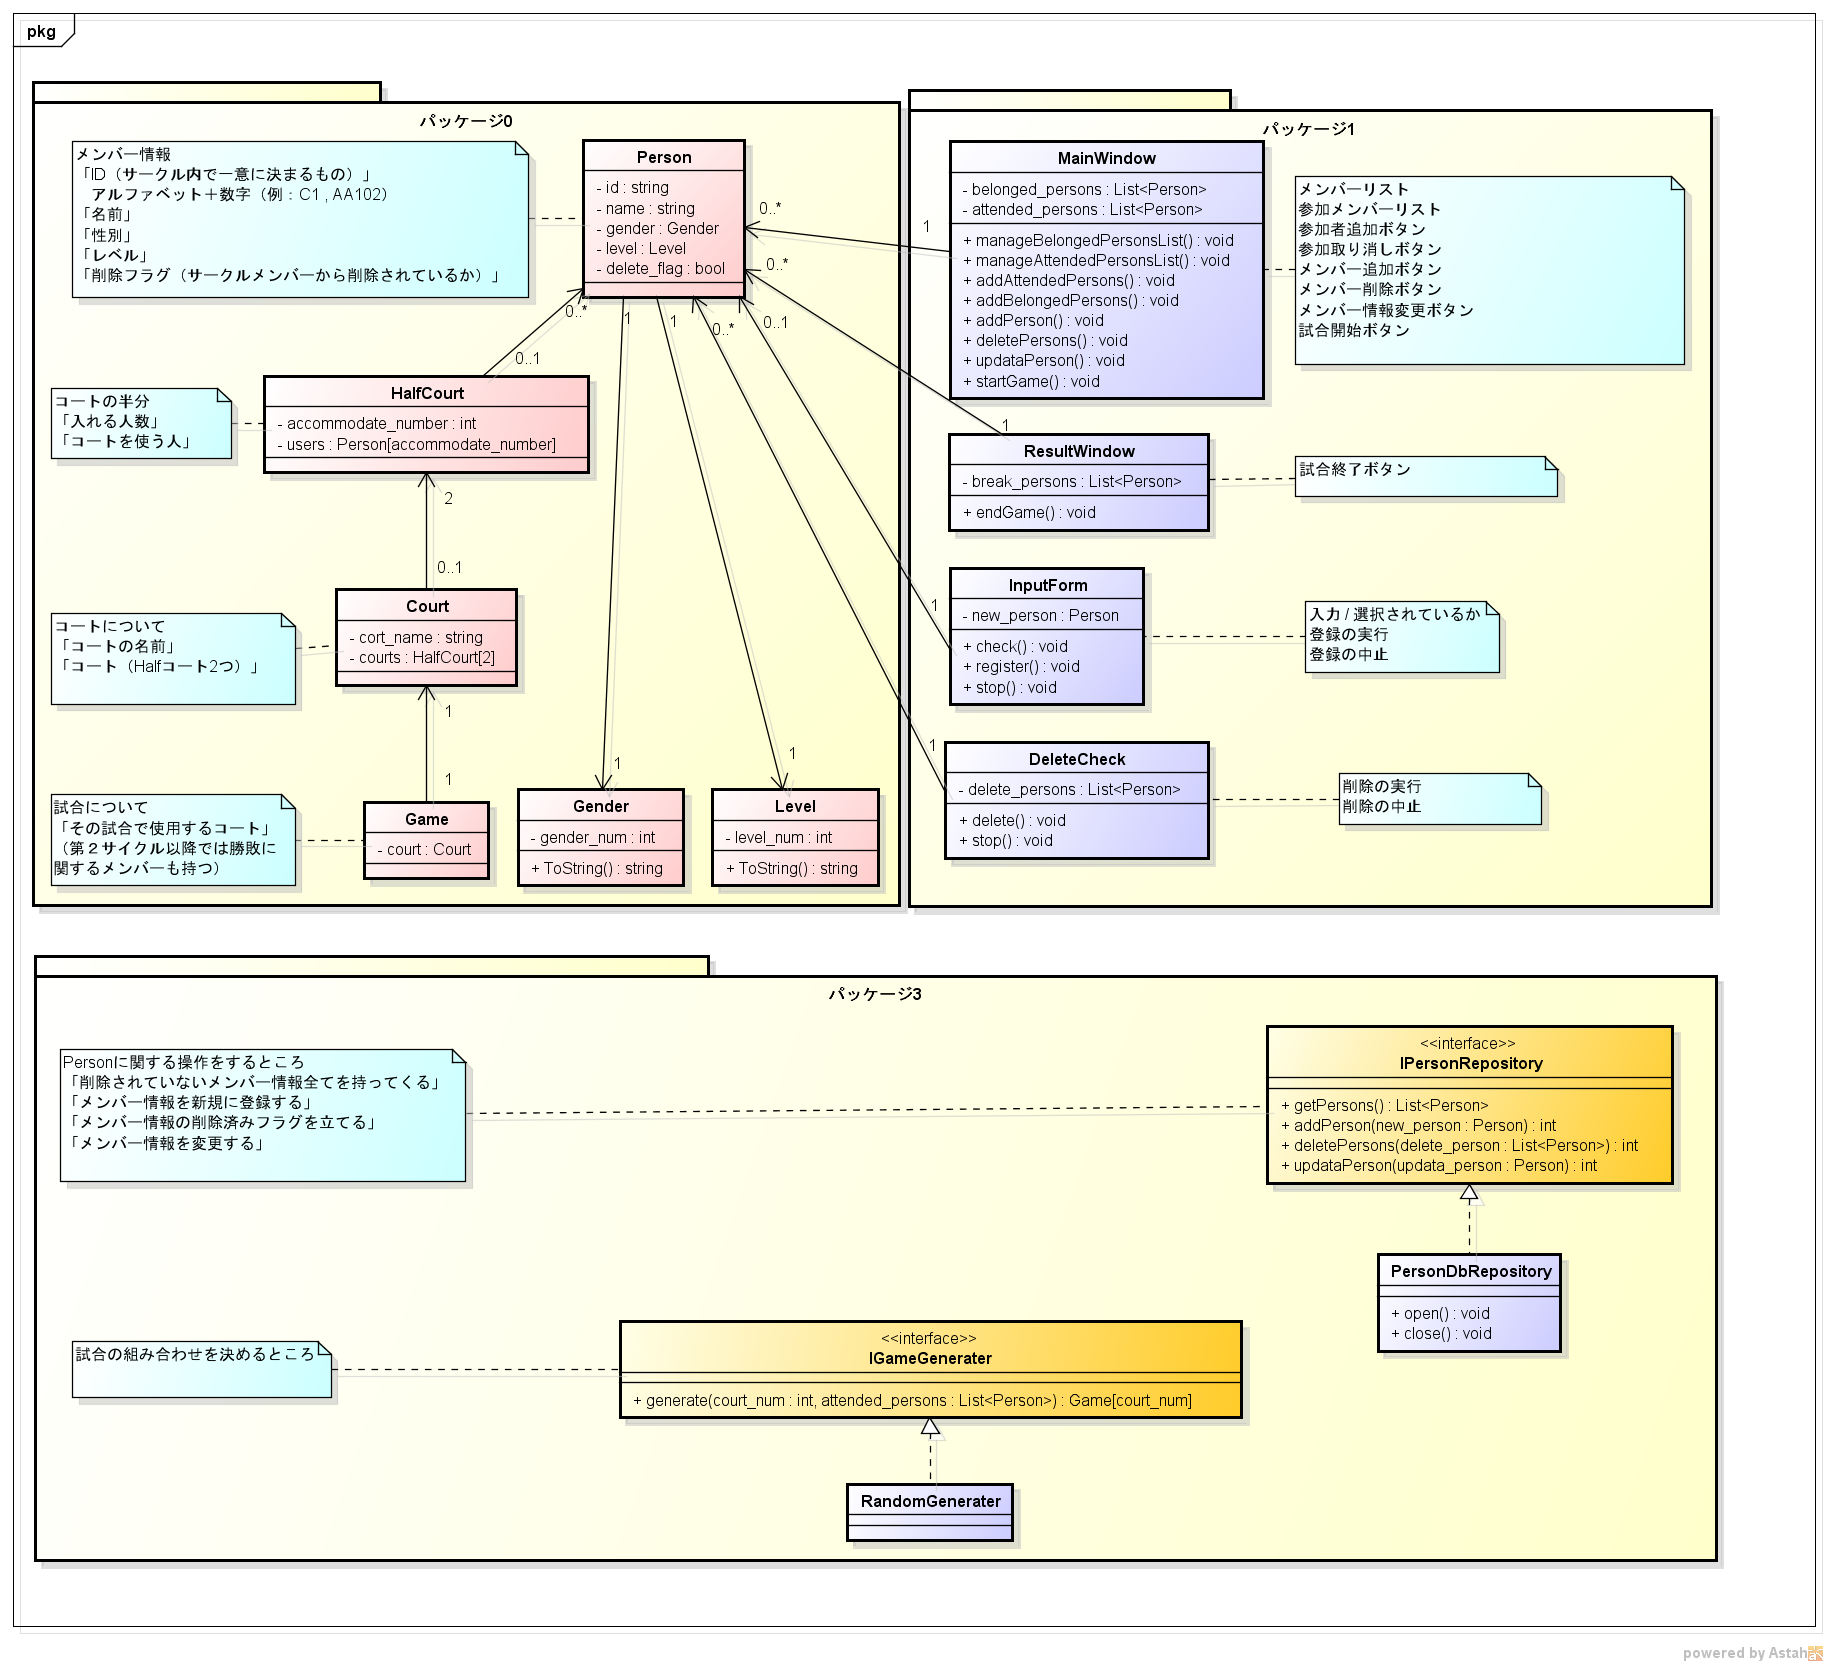 pkg
パッケージ0
メンバー情報
「ID（サークル内で一意に決まるもの）」
アルファベット＋数字（例：C1 , AA102）
「名前」
「性別」
「レベル」
「削除フラグ（サークルメンバーから削除されているか）」
Person
- id : string
- name : string
- gender : Gender
- level : Level
- delete_flag : bool
0..*
0..*
0..*
1
1
0..*
0..1
0..1
コートの半分
「入れる人数」
「コートを使う人」
HalfCourt
- accommodate_number : int
- users : Person[accommodate_number]
2
0..1
コートについて
「コートの名前」
「コート（Halfコート2つ）」
Court
- cort_name : string
- courts : HalfCourt[2]
1
1
試合について
「その試合で使用するコート」
（第２サイクル以降では勝敗に
関するメンバーも持つ）
Game
- court : Court
1
Gender
- gender_num : int
+ ToString() : string
1
Level
- level_num : int
+ ToString() : string
パッケージ1
1
MainWindow
- belonged_persons : List<Person>
- attended_persons : List<Person>
+ manageBelongedPersonsList() : void
+ manageAttendedPersonsList() : void
+ addAttendedPersons() : void
+ addBelongedPersons() : void
+ addPerson() : void
+ deletePersons() : void
+ updataPerson() : void
+ startGame() : void
メンバーリスト
参加メンバーリスト
参加者追加ボタン
参加取り消しボタン
メンバー追加ボタン
メンバー削除ボタン
メンバー情報変更ボタン
試合開始ボタン
1
ResultWindow
- break_persons : List<Person>
+ endGame() : void
試合終了ボタン
1
InputForm
- new_person : Person
+ check() : void
+ register() : void
+ stop() : void
入力 / 選択されているか
登録の実行
登録の中止
1
DeleteCheck
- delete_persons : List<Person>
+ delete() : void
+ stop() : void
削除の実行
削除の中止
パッケージ3
Personに関する操作をするところ
「削除されていないメンバー情報全てを持ってくる」
「メンバー情報を新規に登録する」
「メンバー情報の削除済みフラグを立てる」
「メンバー情報を変更する」
<<interface>>
IPersonRepository
+ getPersons() : List<Person>
+ addPerson(new_person : Person) : int
+ deletePersons(delete_person : List<Person>) : int
+ updataPerson(updata_person : Person) : int
PersonDbRepository
+ open() : void
+ close() : void
試合の組み合わせを決めるところ
<<interface>>
IGameGenerater
+ generate(court_num : int, attended_persons : List<Person>) : Game[court_num]
RandomGenerater
powered by Astah